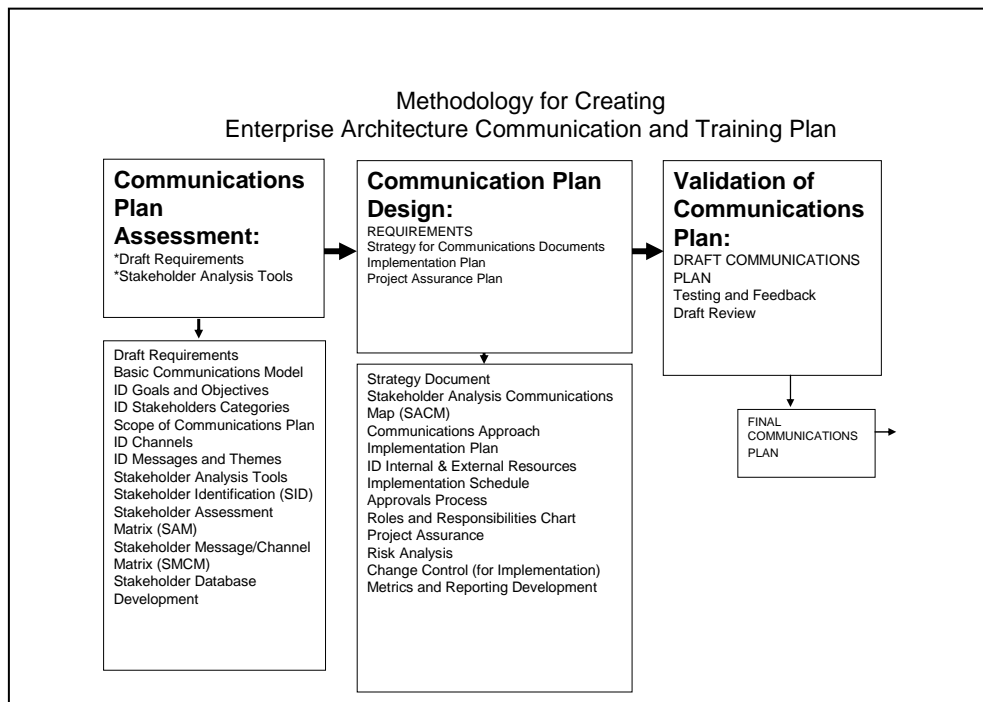 Methodology for Creating
Enterprise Architecture Communication and Training Plan
Communications
Plan
Assessment:
*Draft Requirements
*Stakeholder Analysis Tools
Communication Plan
Design:
REQUIREMENTS
Strategy for Communications Documents
Implementation Plan
Project Assurance Plan
Validation of
Communications
Plan:
DRAFT COMMUNICATIONS
PLAN
Testing and Feedback
Draft Review
Draft Requirements
Basic Communications Model
ID Goals and Objectives
ID Stakeholders Categories
Scope of Communications Plan
ID Channels
ID Messages and Themes
Stakeholder Analysis Tools
Stakeholder Identification (SID)
Stakeholder Assessment
Matrix (SAM)
Stakeholder Message/Channel
Matrix (SMCM)
Stakeholder Database
Development
Strategy Document
Stakeholder Analysis Communications
Map (SACM)
Communications Approach
Implementation Plan
ID Internal & External Resources
Implementation Schedule
Approvals Process
Roles and Responsibilities Chart
Project Assurance
Risk Analysis
Change Control (for Implementation)
Metrics and Reporting Development
FINAL
COMMUNICATIONS
PLAN